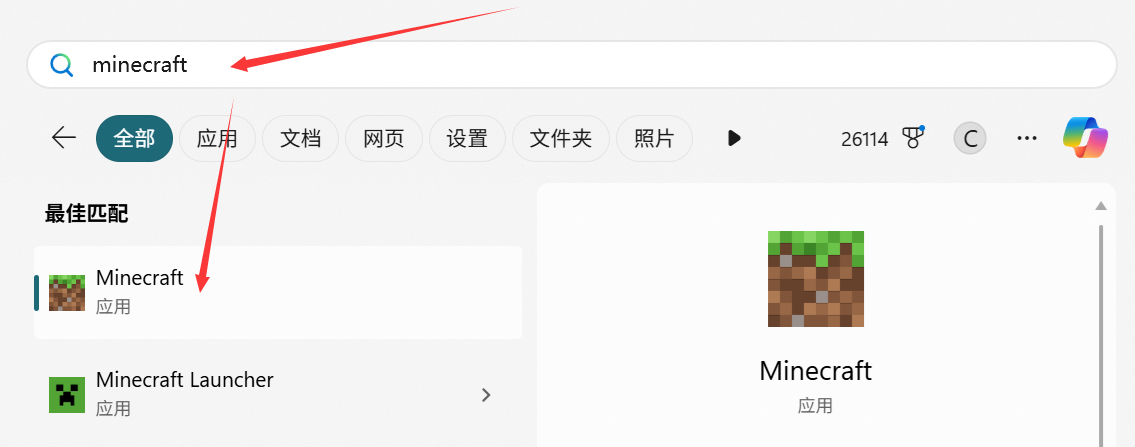 minecraft
全部 应用 文档 网页 设置 文件夹 照片 26114 C
最佳匹配
Minecraft
应用
Minecraft Launcher
应用
Minecraft
应用